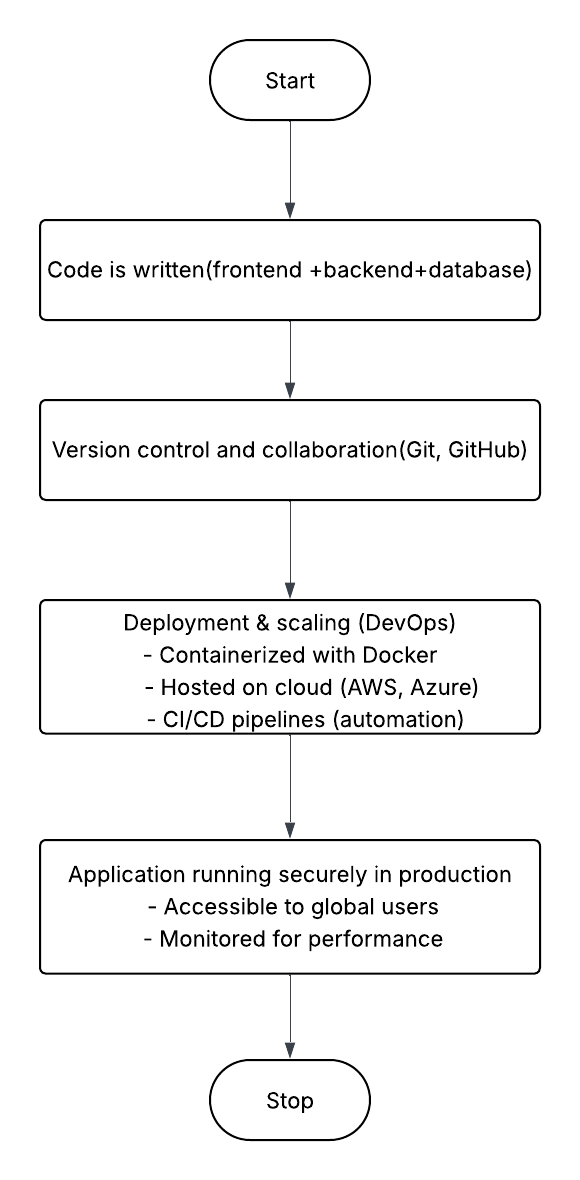 Start
Code is written(frontend +backend+database)
Version control and collaboration(Git, GitHub)
Deployment & scaling (DevOps)
- Containerized with Docker
- Hosted on cloud (AWS, Azure)
- CI/CD pipelines (automation)
Application running securely in production
- Accessible to global users
- Monitored for performance
Stop